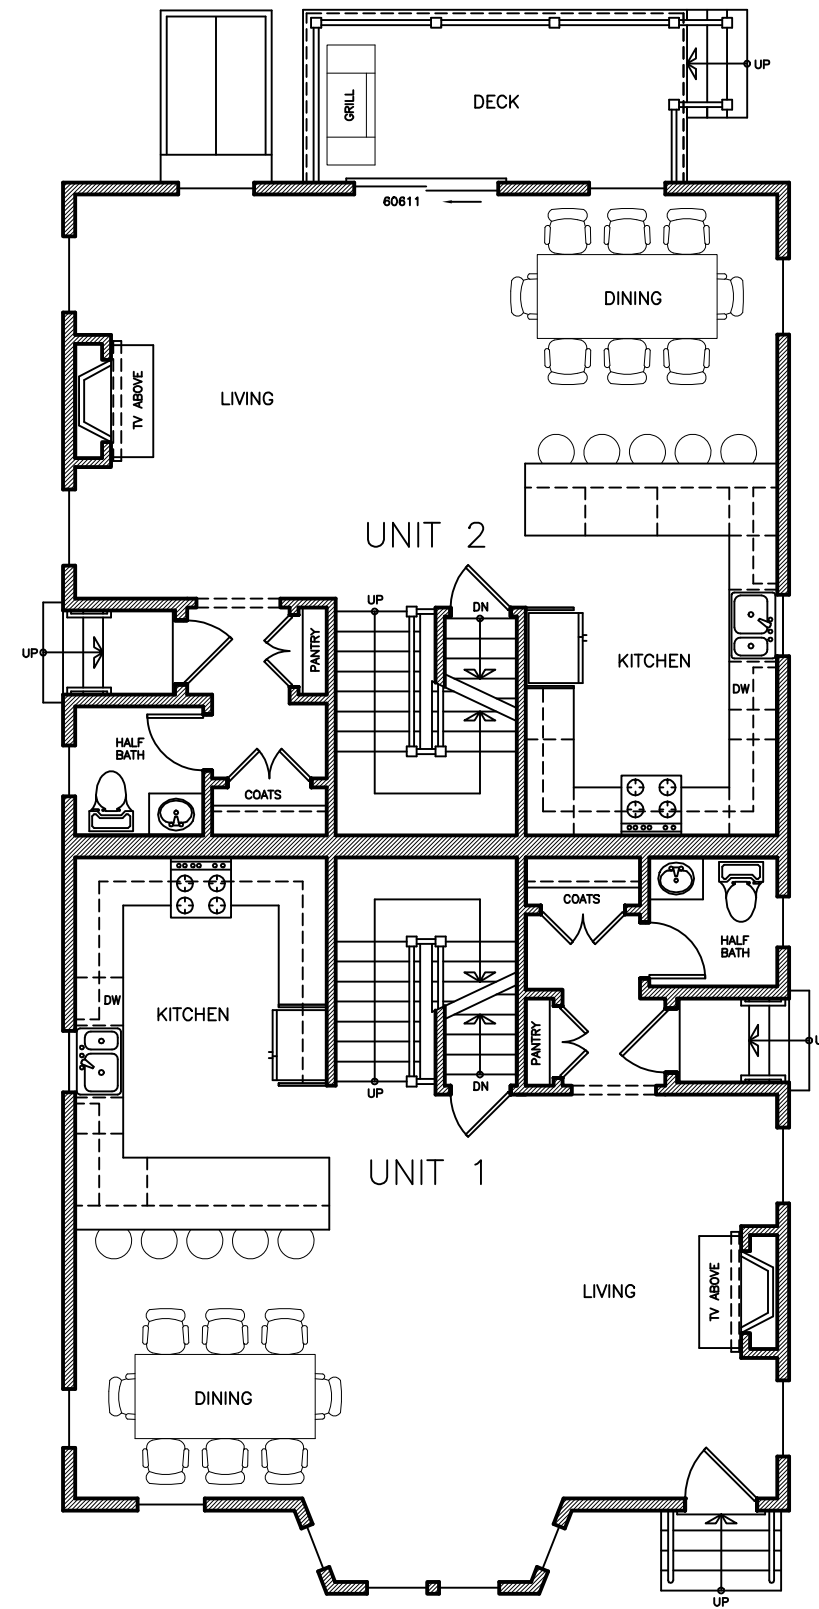 UP
GRILL
DECK
60611
DINING
LIVING
TV ABOVE
UNIT 2
UP
DN
UP
PANTRY
KITCHEN
DW
HALF
BATH
COATS
COATS
HALF
BATH
DW
KITCHEN
PANTRY
UP
DN
UNIT 1
LIVING
TV ABOVE
DINING
UP